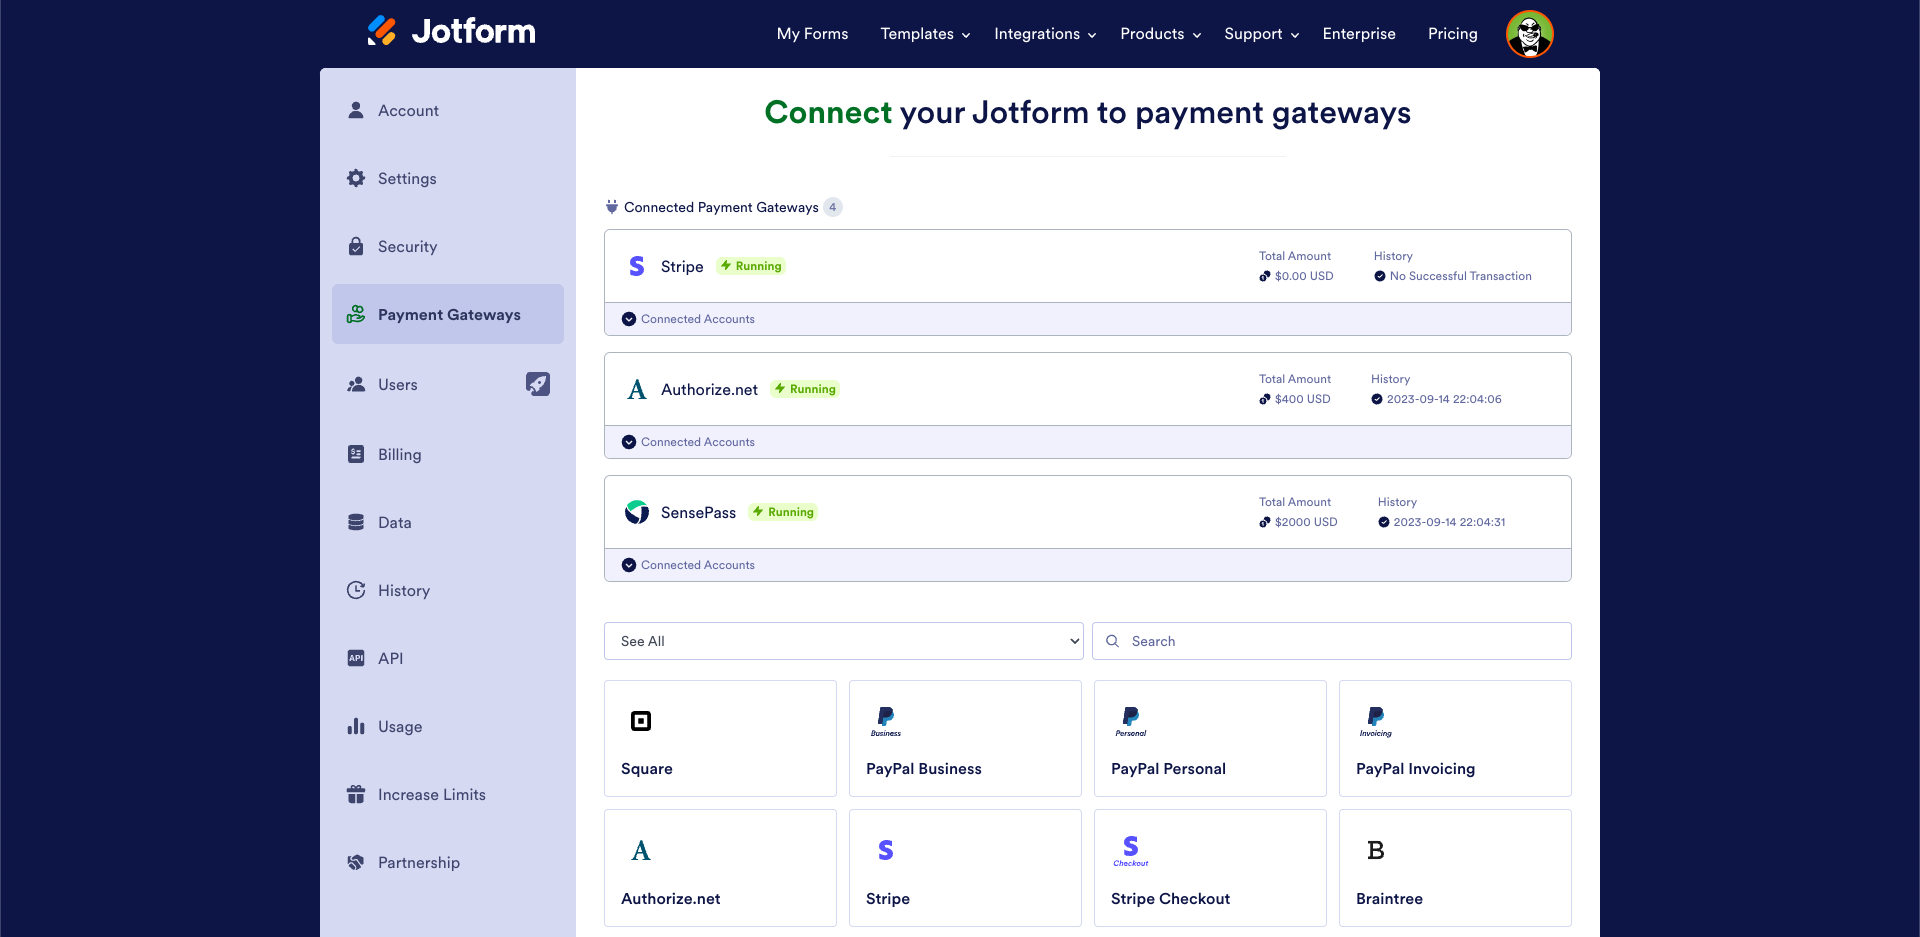 Jotform
My Forms Templates Integrations Products Support Enterprise Pricing
Account
Settings
Security
Payment Gateways
Users
Billing
Data
History
API API
Usage
Increase Limits
Partnership
Connect your Jotform to payment gateways
Connected Payment Gateways 4
Stripe Running
Total Amount History
$0.00 USD No Successful Transaction
Connected Accounts
Authorize.net Running
Total Amount History
$400 USD 2023-09-14 22:04:06
Connected Accounts
SensePass Running
Total Amount History
$2000 USD 2023-09-14 22:04:31
Connected Accounts
See All Search
Square
Business
PayPal Business
Personal
PayPal Personal
Invoicing
PayPal Invoicing
A
Authorize.net
S
Stripe
S
Checkout
Stripe Checkout
B
Braintree